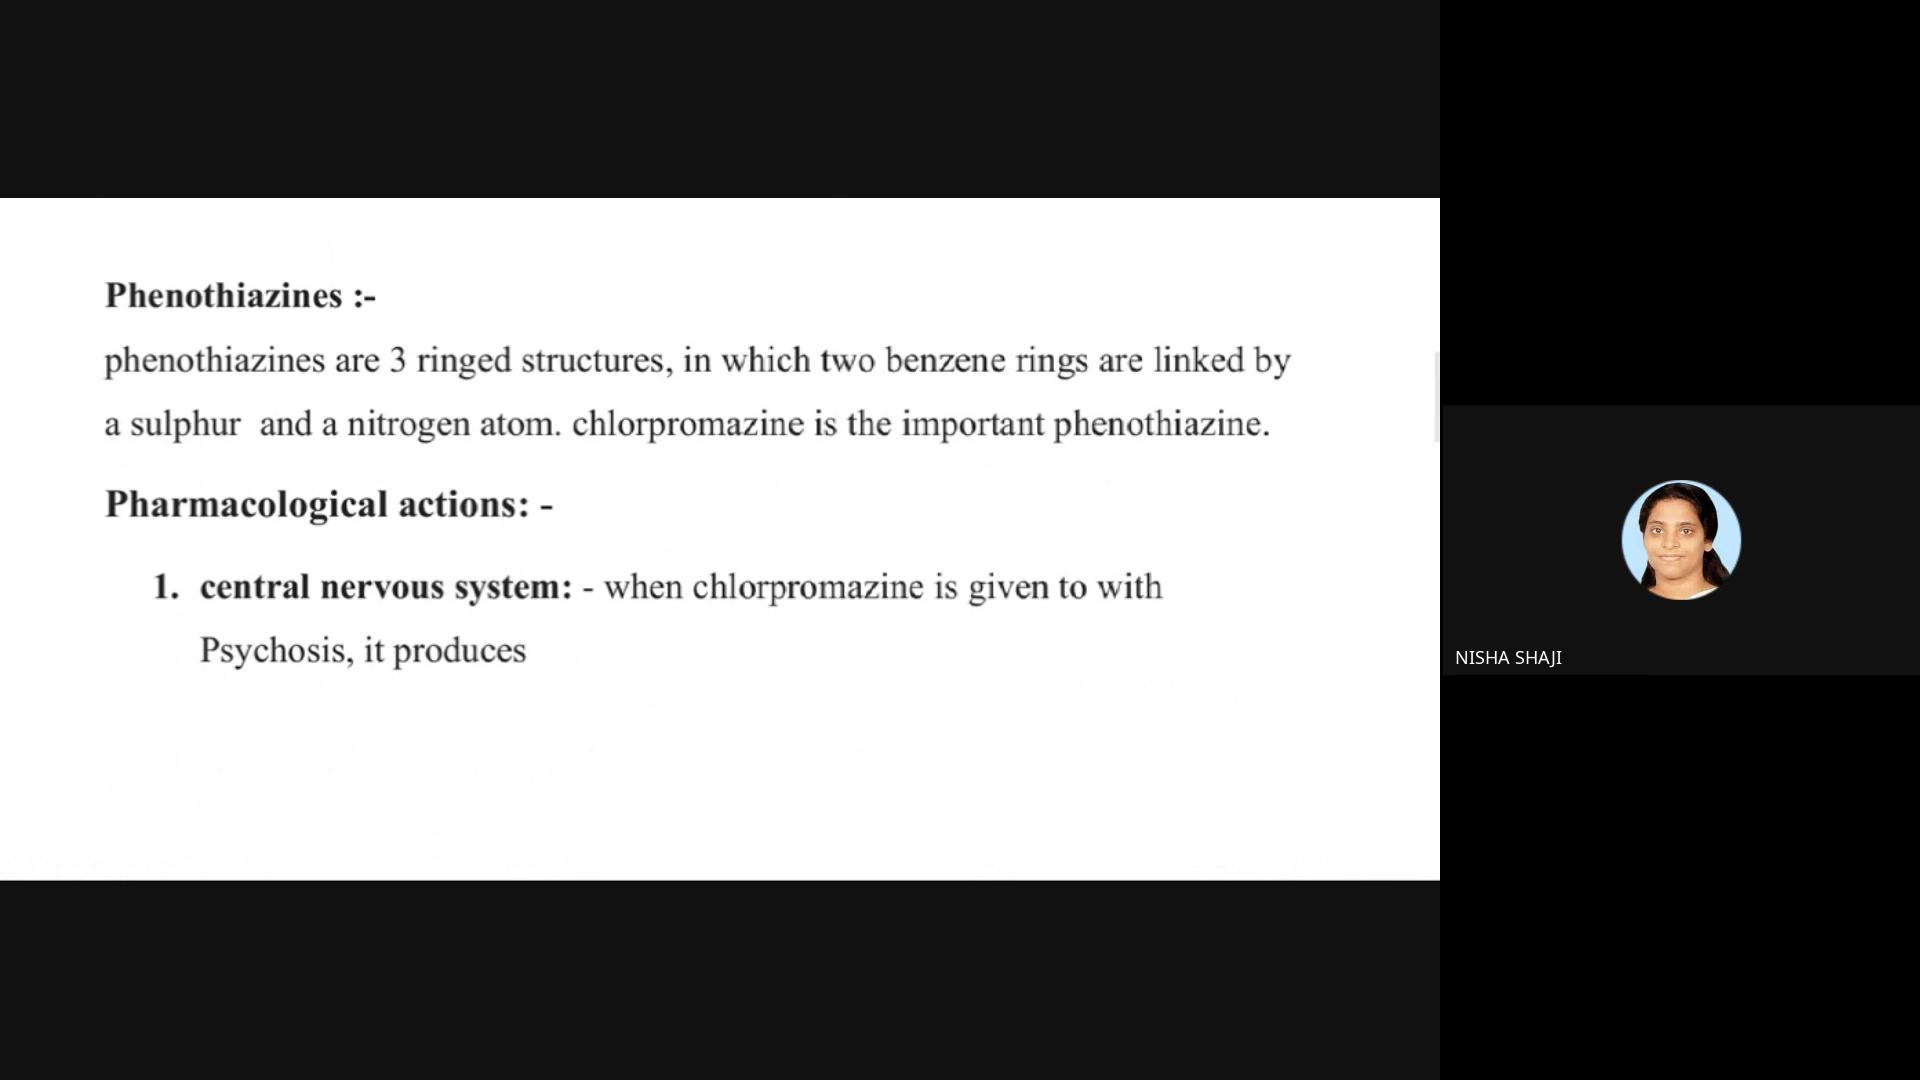 Phenothiazines :-
phenothiazines are 3 ringed structures, in which two benzene rings are linked by
a sulphur and a nitrogen atom. chlorpromazine is the important phenothiazine.
Pharmacological actions: -
1. central nervous system: - when chlorpromazine is given to with
Psychosis, it produces
NISHA SHAJI